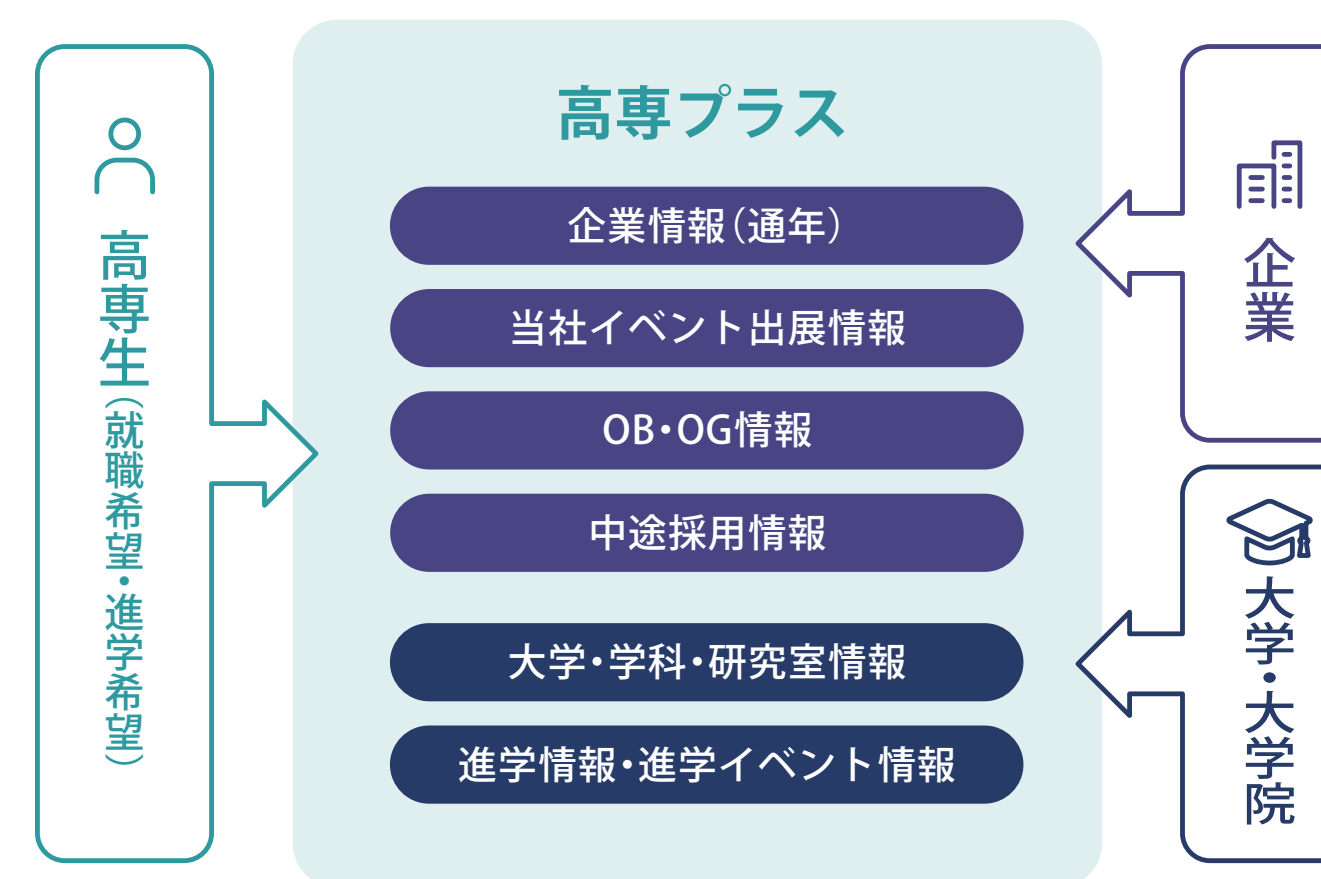 高専生（就職希望・進学希望）
高専プラス
企業情報（通年）
当社イベント出展情報
OB・OG情報
中途採用情報
大学・学科・研究室情報
進学情報・進学イベント情報
企業
大学・大学院